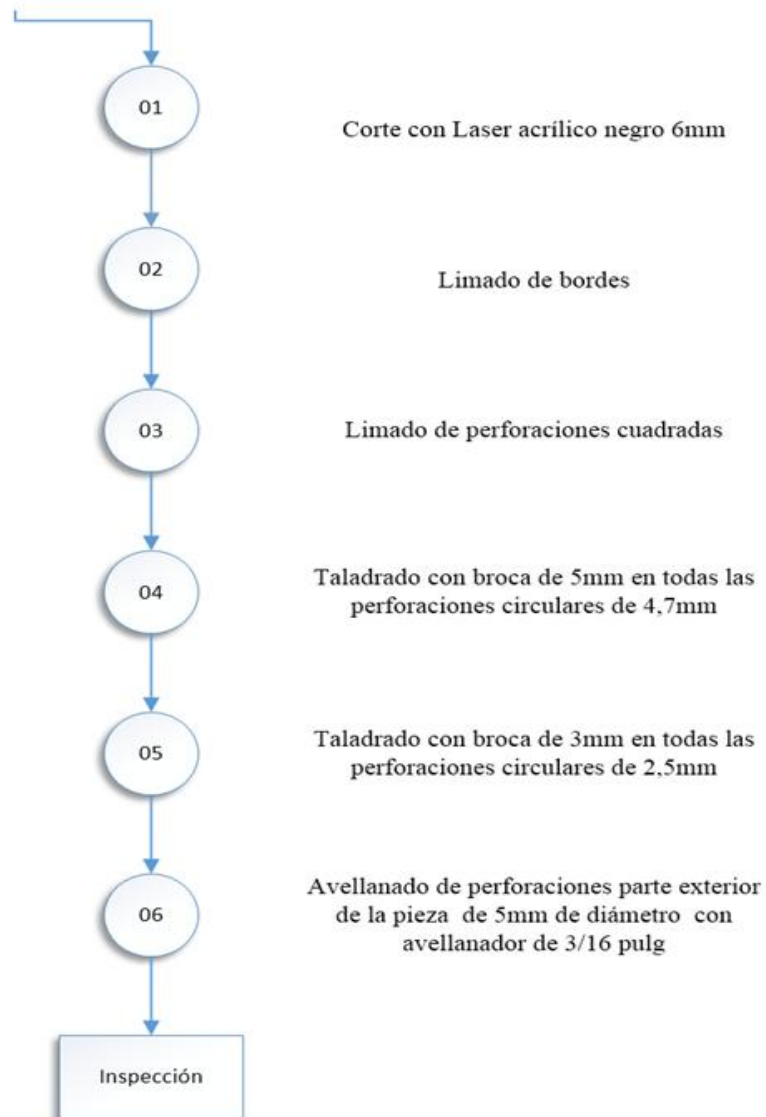 01
Corte con Laser acrílico negro 6mm
02
Limado de bordes
03
Limado de perforaciones cuadradas
04
Taladrado con broca de 5mm en todas las
perforaciones circulares de 4,7mm
05
Taladrado con broca de 3mm en todas las
perforaciones circulares de 2,5mm
06
Avellanado de perforaciones parte exterior
de la pieza de 5mm de diámetro con
avellanador de 3/16 pulg
Inspección